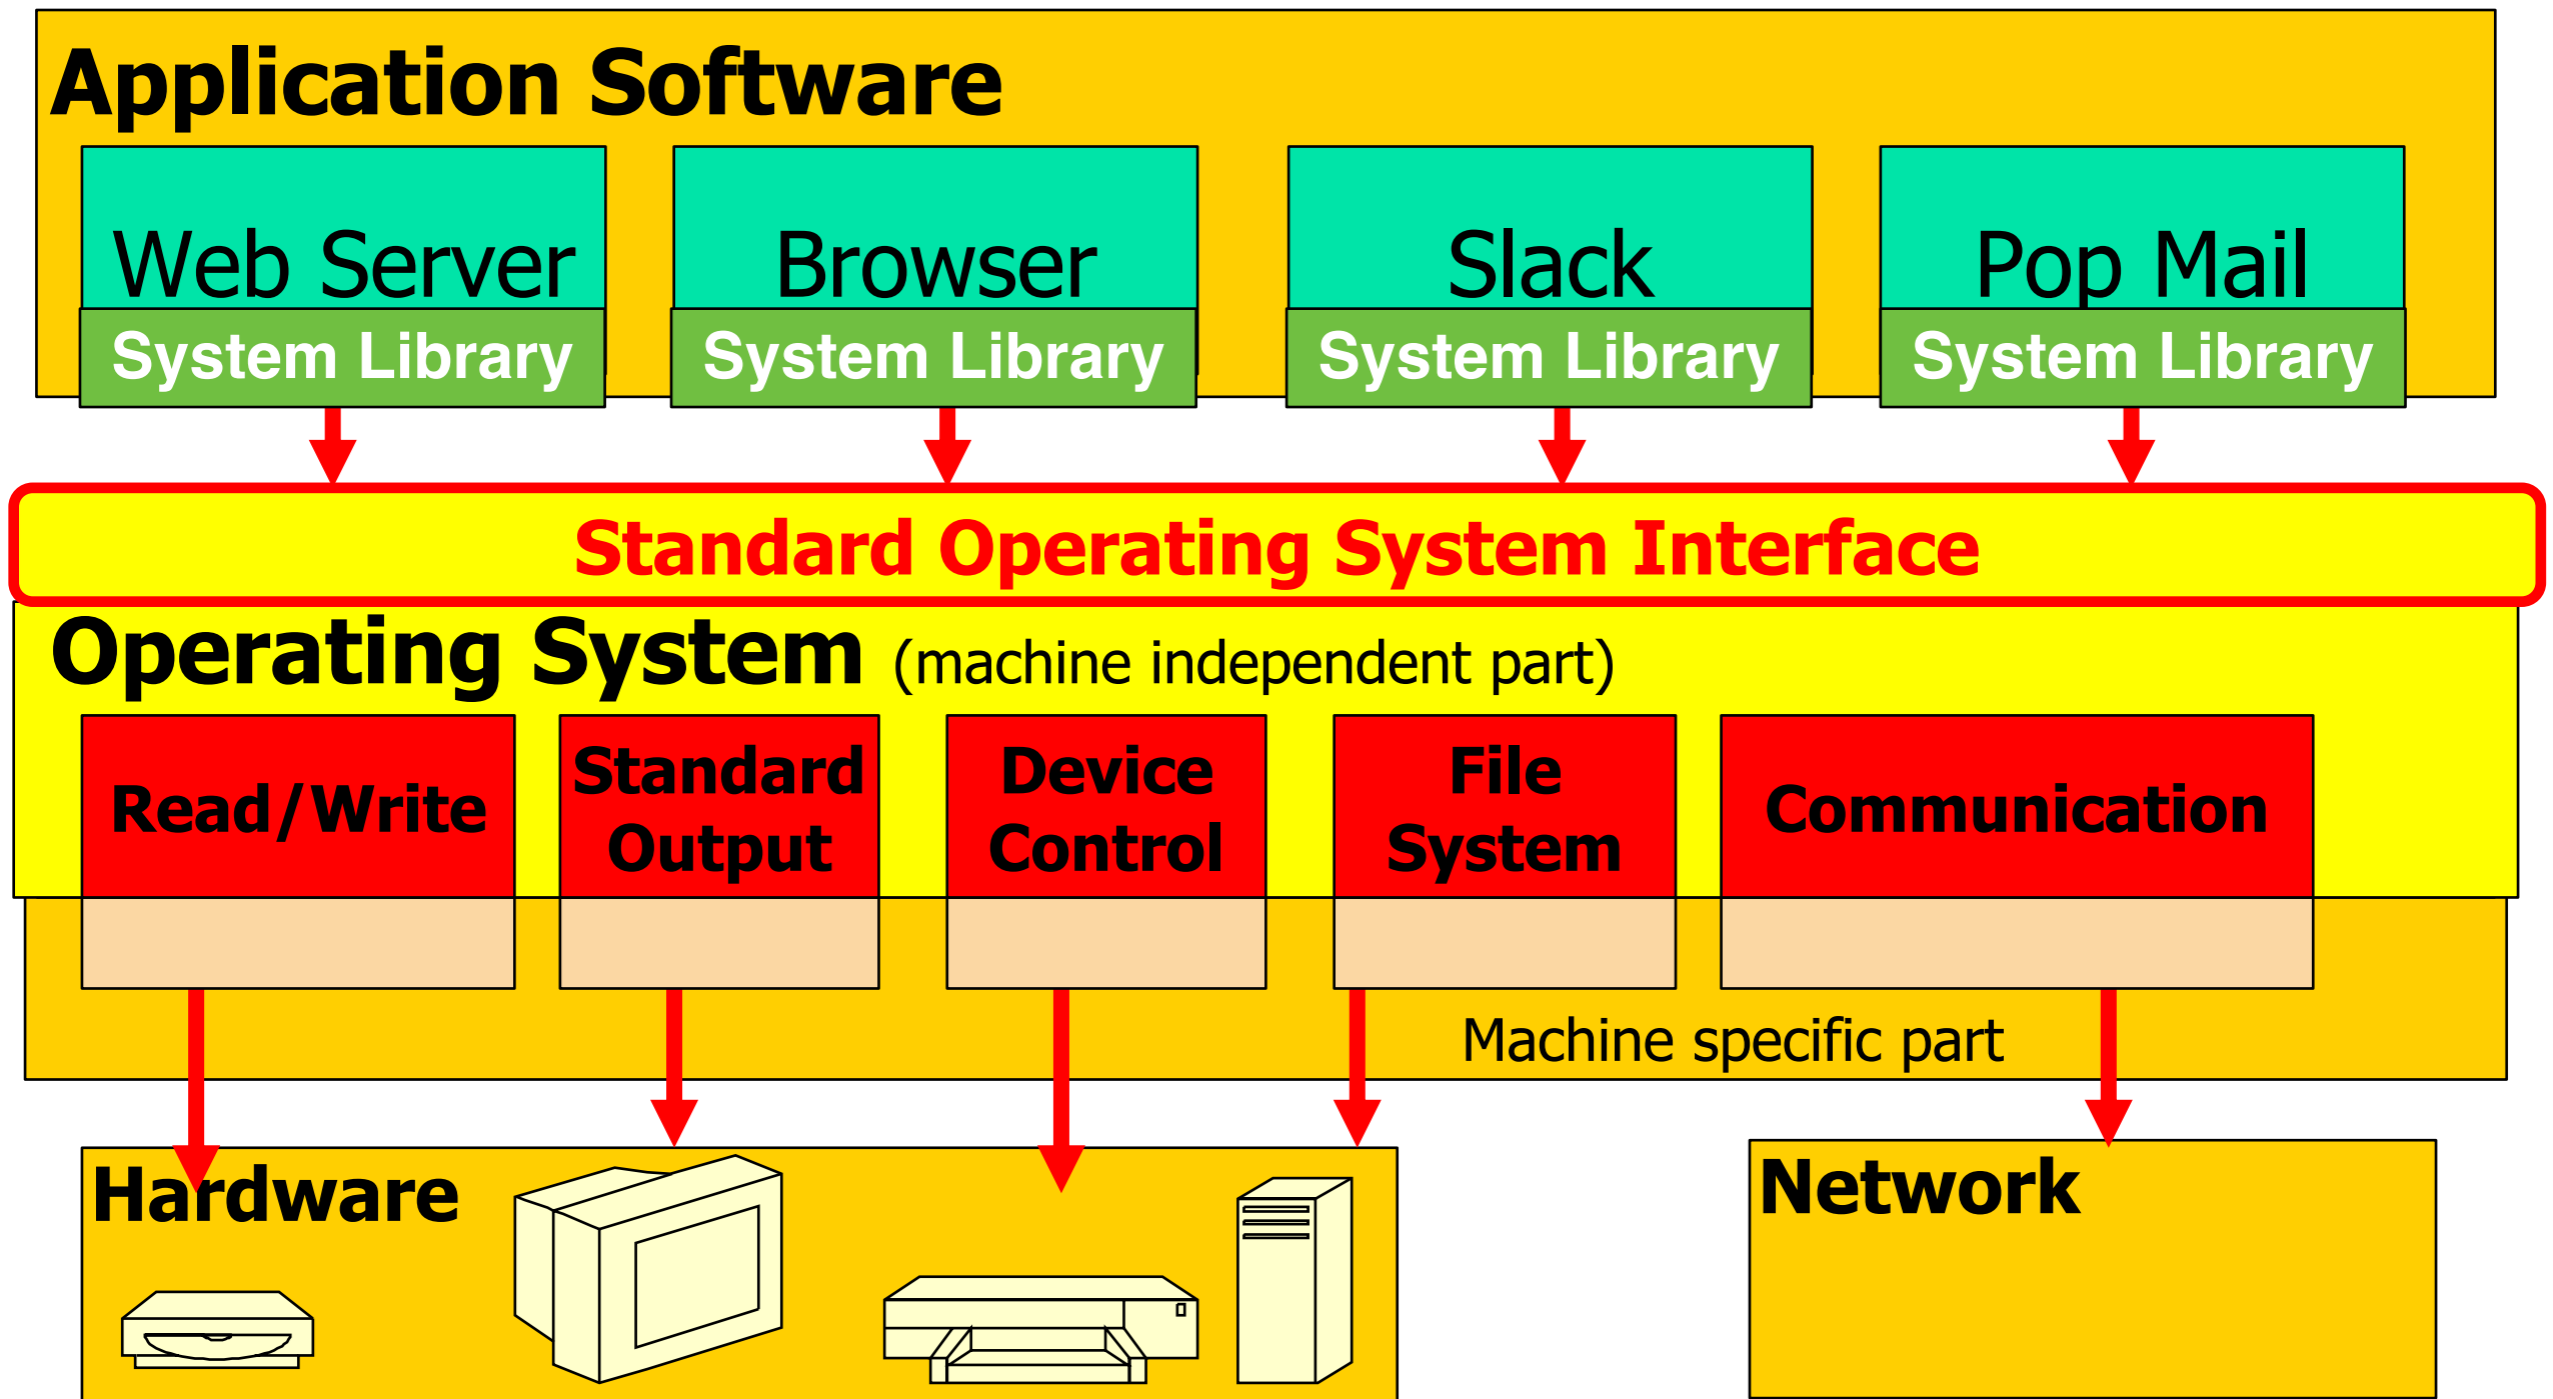 Application Software
Web Server
Browser
Slack
Pop Mail
System Library
System Library
System Library
System Library
Standard Operating System Interface
Operating System (machine independent part)
Read/Write
Standard
Output
Device
Control
File
System
Communication
Machine specific part
Hardware
Network